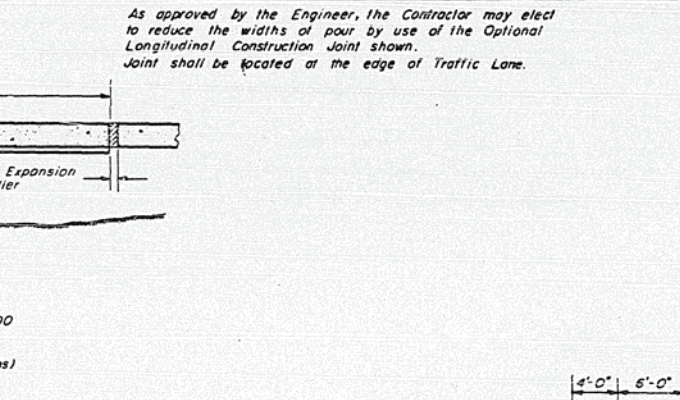 As approved by the Engineer, the Contractor may elect
to reduce the widths of pour by use of the Optional
Longitudinal Construction Joint shown.
Joint shall be located at the edge of Traffic Lane.
Expansion
4'-0" 6'-0"